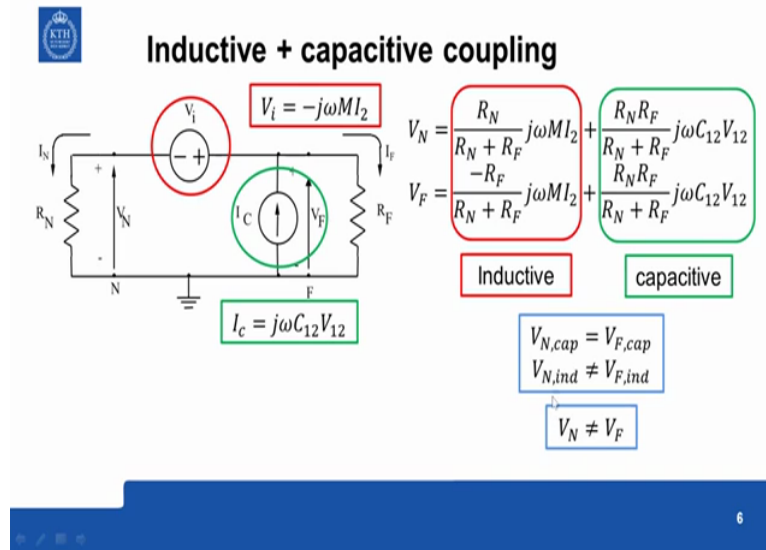 KTH
Inductive + capacitive coupling
V_i = −jωMI_2
V_i
− +
I_N
I_F
+
+
R_N
V_N
I_C
V_F
R_F
-
-
N
F
I_c = jωC_12V_12
V_N = R_N/(R_N + R_F) jωMI_2 + R_NR_F/(R_N + R_F) jωC_12V_12
V_F = −R_F/(R_N + R_F) jωMI_2 + R_NR_F/(R_N + R_F) jωC_12V_12
Inductive
capacitive
V_N,cap = V_F,cap
V_N,ind ≠ V_F,ind
V_N ≠ V_F
6